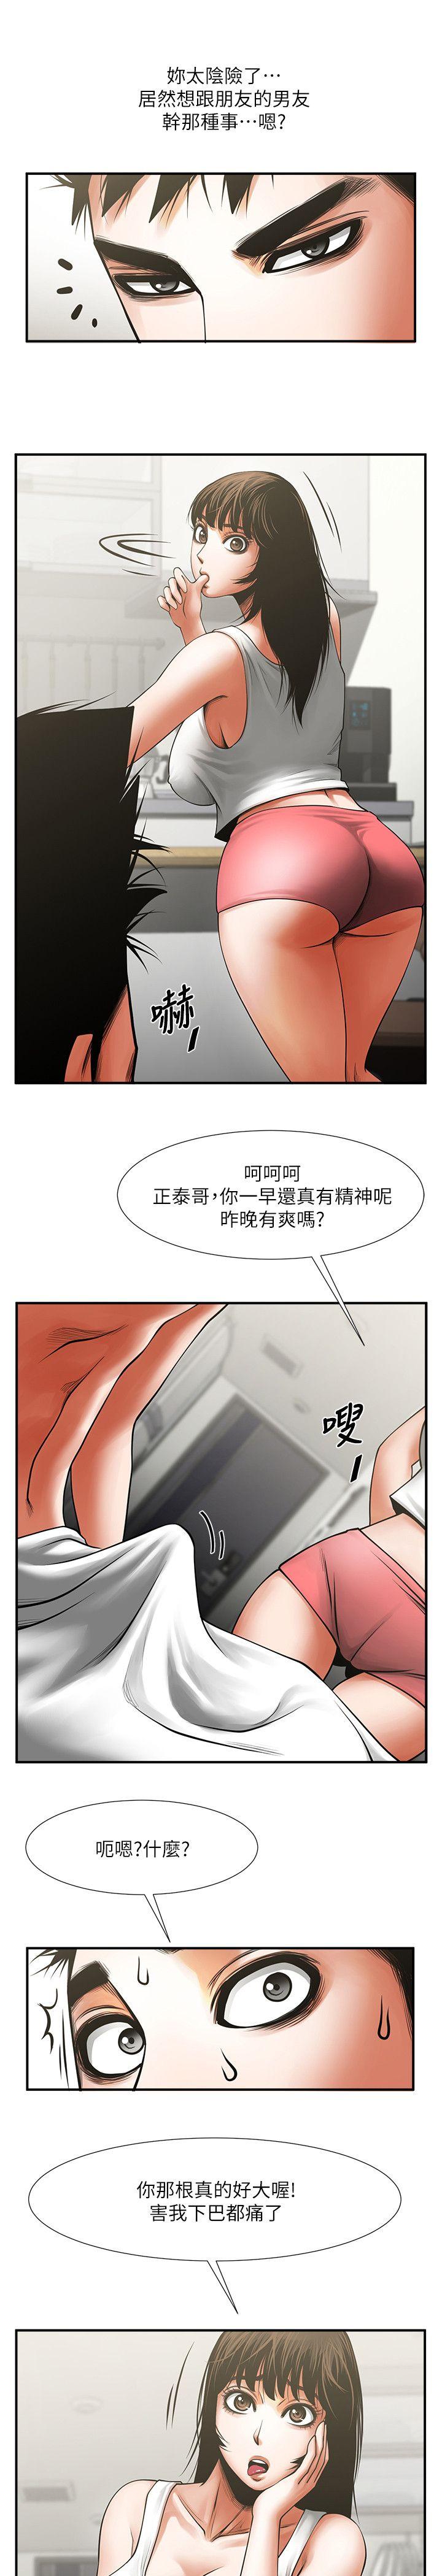 妳太陰險了…
居然想跟朋友的男友
幹那種事…嗯?
嚇
呵呵呵
正泰哥，你一早還真有精神呢
昨晚有爽嗎?
嗖
呃嗯?什麼?
你那根真的好大喔!
害我下巴都痛了